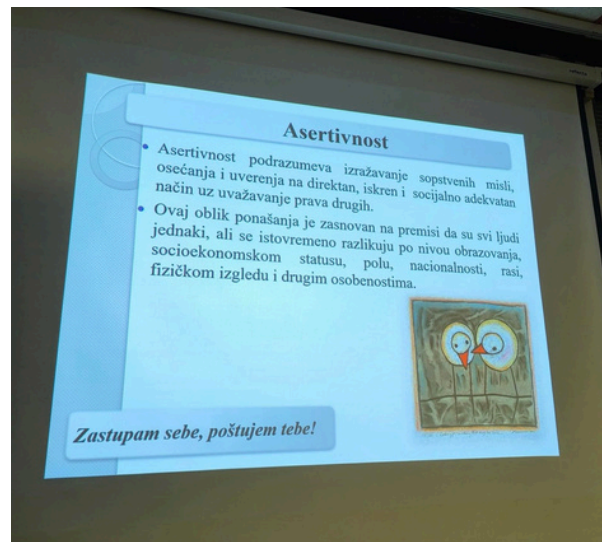 Asertivnost
• Asertivnost podrazumeva izražavanje sopstvenih misli,
osećanja i uverenja na direktan, iskren i socijalno adekvatan
način uz uvažavanje prava drugih.
• Ovaj oblik ponašanja je zasnovan na premisi da su svi ljudi
jednaki, ali se istovremeno razlikuju po nivou obrazovanja,
socioekonomskom statusu, polu, nacionalnosti, rasi,
fizičkom izgledu i drugim osobenostima.
Zastupam sebe, poštujem tebe!